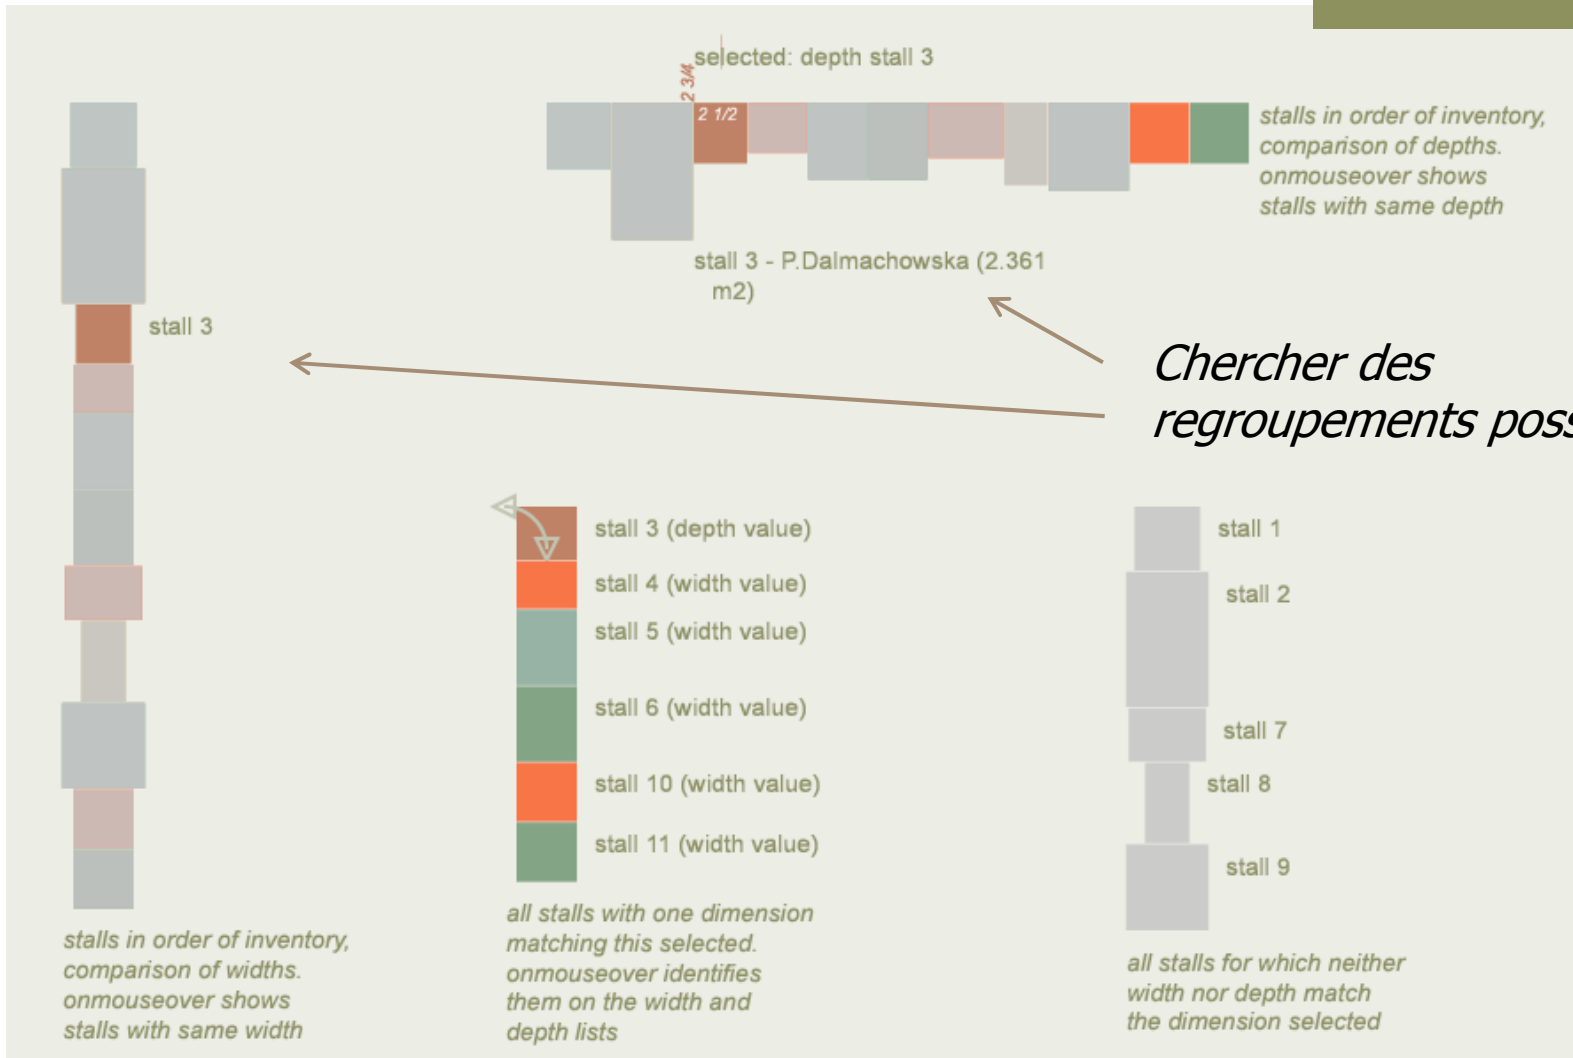 selected: depth stall 3
2 3/4
2 1/2
stalls in order of inventory,
comparison of depths.
onmouseover shows
stalls with same depth
stall 3 - P.Dalmachowska (2.361
m2)
stall 3
Chercher des
regroupements
stall 3 (depth value)
stall 4 (width value)
stall 5 (width value)
stall 6 (width value)
stall 10 (width value)
stall 11 (width value)
stall 1
stall 2
stall 7
stall 8
stall 9
stalls in order of inventory,
comparison of widths.
onmouseover shows
stalls with same width
all stalls with one dimension
matching this selected.
onmouseover identifies
them on the width and
depth lists
all stalls for which neither
width nor depth match
the dimension selected